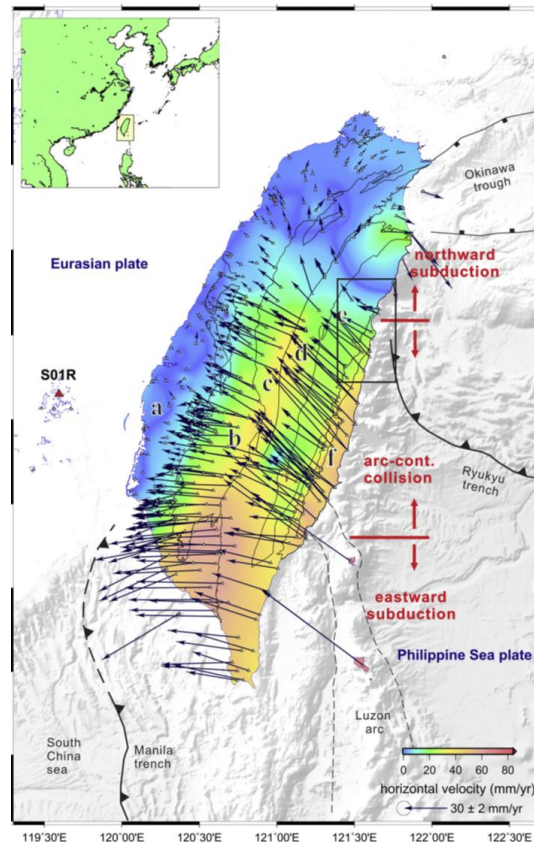 Okinawa
trough
northward
subduction
Eurasian plate
S01R
a
b
c
d
e
f
arc-cont.
collision
Ryukyu
trench
eastward
subduction
Philippine Sea plate
Luzon
arc
South
China
sea
Manila
trench
0 20 40 60 80
horizontal velocity (mm/yr)
30 ± 2 mm/yr
119˚30' 120˚00' 120˚30' 121˚00' 121˚30' 122˚00' 122˚30'